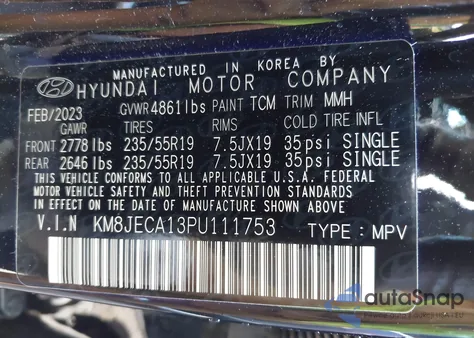 MANUFACTURED IN KOREA BY
HYUNDAI MOTOR COMPANY
FEB/2023 GVWR 4861lbs PAINT TCM TRIM MMH
GAWR TIRES RIMS COLD TIRE INFL
FRONT 2778lbs 235/55R19 7.5JX19 35psi SINGLE
REAR 2646lbs 235/55R19 7.5JX19 35psi SINGLE
THIS VEHICLE CONFORMS TO ALL APPLICABLE U.S.A. FEDERAL
MOTOR VEHICLE SAFETY AND THEFT PREVENTION STANDARDS
IN EFFECT ON THE DATE OF MANUFACTURE SHOWN ABOVE.
V.I.N KM8JECA13PU111753 TYPE : MPV
autoSnap